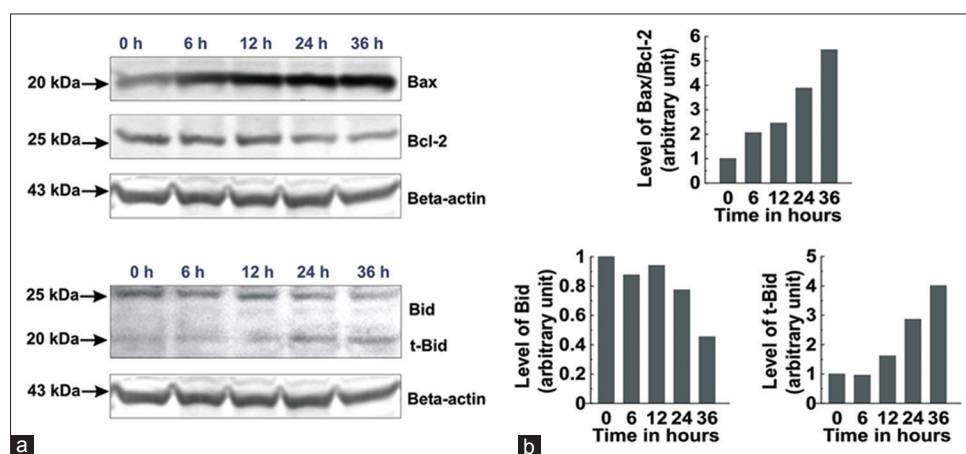 0 h 6 h 12 h 24 h 36 h
20 kDa Bax
25 kDa Bcl-2
43 kDa Beta-actin
0 h 6 h 12 h 24 h 36 h
25 kDa
Bid
20 kDa t-Bid
43 kDa Beta-actin
a
Level of Bax/Bcl-2
(arbitrary unit)
6
5
4
3
2
1
0
0 6 12 24 36
Time in hours
Level of Bid
(arbitrary unit)
1
0.8
0.6
0.4
0.2
0
0 6 12 24 36
Time in hours
Level of t-Bid
(arbitrary unit)
5
4
3
2
1
0
0 6 12 24 36
Time in hours
b